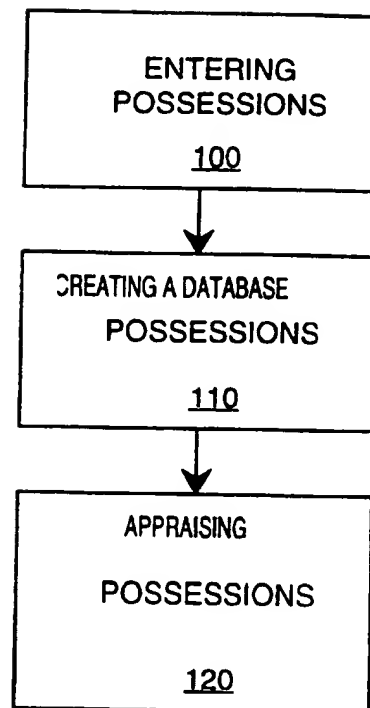 ENTERING
POSSESSIONS
100
CREATING A DATABASE
POSSESSIONS
110
APPRAISING
POSSESSIONS
120